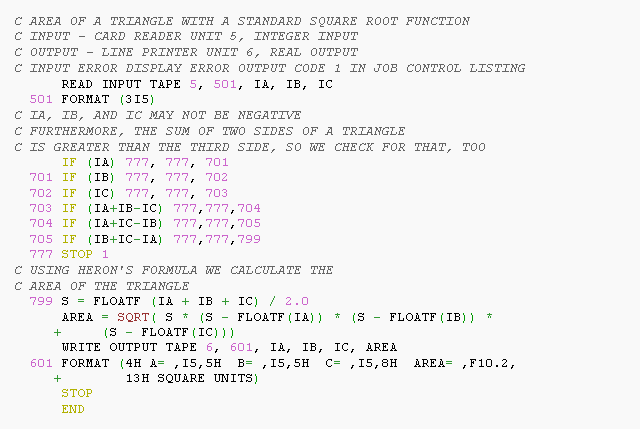 C AREA OF A TRIANGLE WITH A STANDARD SQUARE ROOT FUNCTION
C INPUT - CARD READER UNIT 5, INTEGER INPUT
C OUTPUT - LINE PRINTER UNIT 6, REAL OUTPUT
C INPUT ERROR DISPLAY ERROR OUTPUT CODE 1 IN JOB CONTROL LISTING
      READ INPUT TAPE 5, 501, IA, IB, IC
  501 FORMAT (3I5)
C IA, IB, AND IC MAY NOT BE NEGATIVE
C FURTHERMORE, THE SUM OF TWO SIDES OF A TRIANGLE
C IS GREATER THAN THE THIRD SIDE, SO WE CHECK FOR THAT, TOO
      IF (IA) 777, 777, 701
  701 IF (IB) 777, 777, 702
  702 IF (IC) 777, 777, 703
  703 IF (IA+IB-IC) 777,777,704
  704 IF (IA+IC-IB) 777,777,705
  705 IF (IB+IC-IA) 777,777,799
  777 STOP 1
C USING HERON'S FORMULA WE CALCULATE THE
C AREA OF THE TRIANGLE
  799 S = FLOATF (IA + IB + IC) / 2.0
      AREA = SQRT( S * (S - FLOATF(IA)) * (S - FLOATF(IB)) *
     +     (S - FLOATF(IC)))
      WRITE OUTPUT TAPE 6, 601, IA, IB, IC, AREA
  601 FORMAT (4H A= ,I5,5H  B= ,I5,5H  C= ,I5,8H  AREA= ,F10.2,
     +        13H SQUARE UNITS)
      STOP
      END